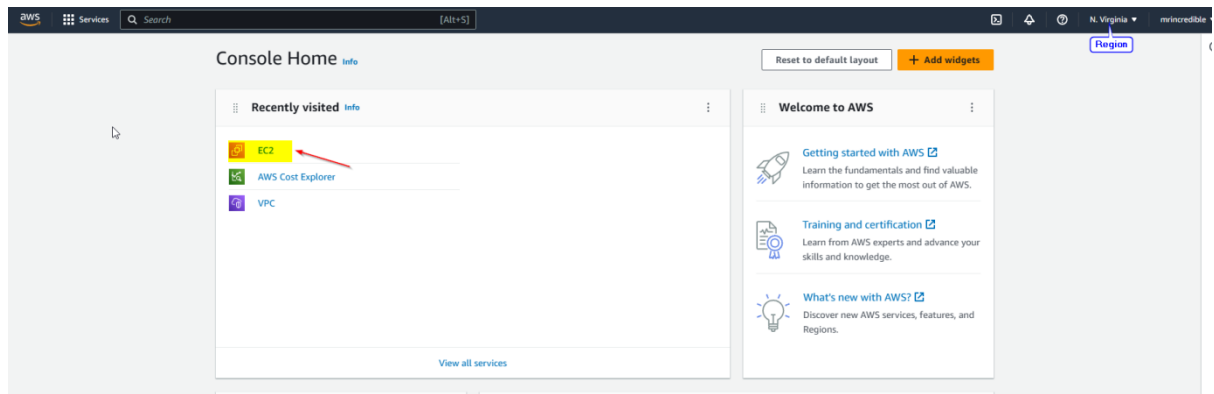 aws
Services
Search
[Alt+S]
N. Virginia
mrincredible
Region
Console Home Info
Reset to default layout
+ Add widgets
Recently visited Info
EC2
AWS Cost Explorer
VPC
View all services
Welcome to AWS
Getting started with AWS
Learn the fundamentals and find valuable
information to get the most out of AWS.
Training and certification
Learn from AWS experts and advance your
skills and knowledge.
What's new with AWS?
Discover new AWS services, features, and
Regions.